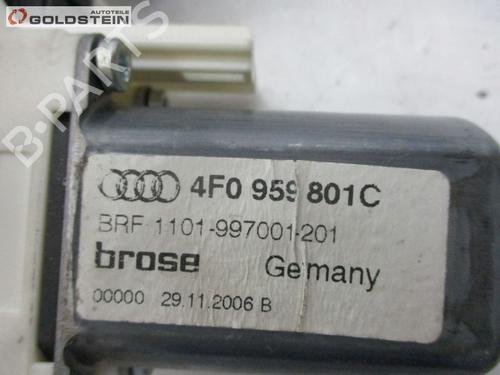 AUTOTEILE
GOLDSTEIN
B-PARTS
4F0 959 801C
BRF 1101-997001-201
brose Germany
00000 29.11.2006 B